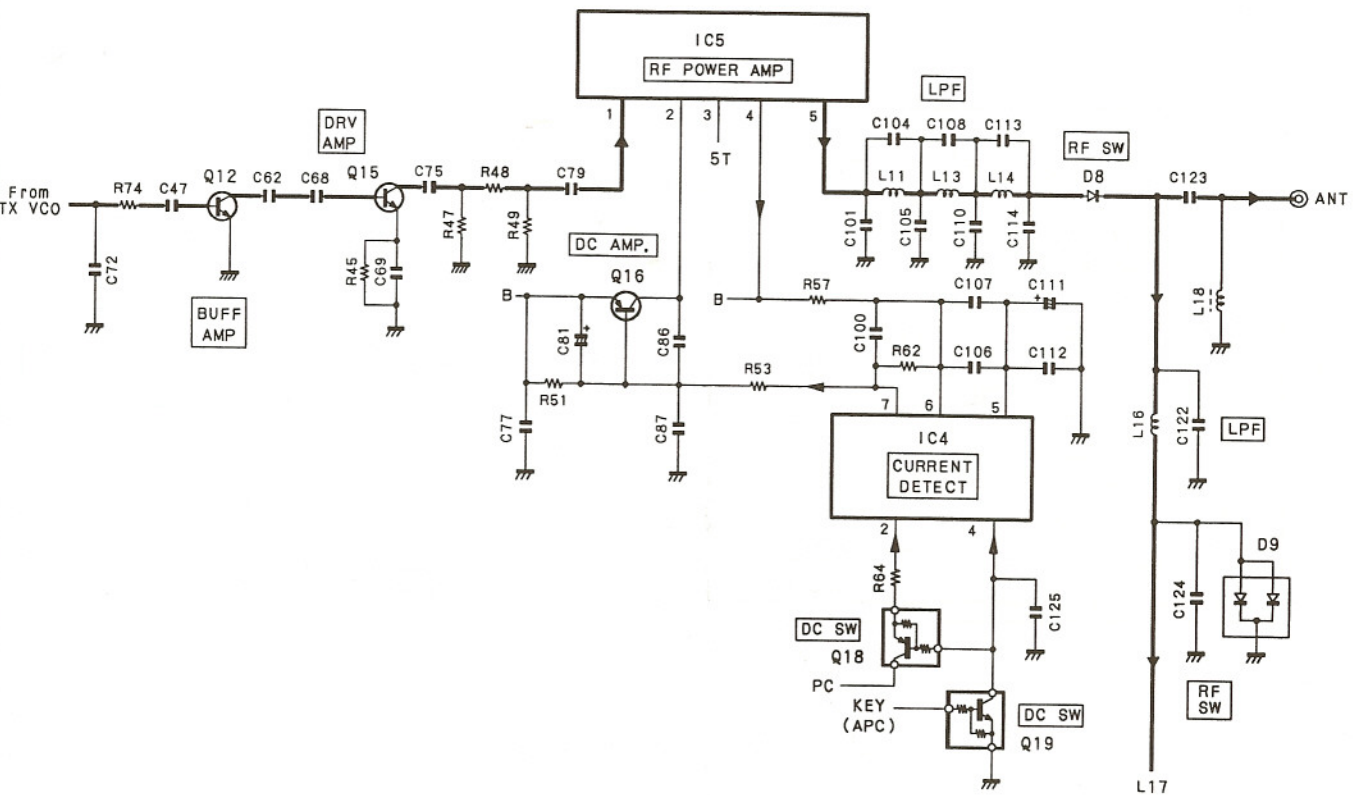 IC5
RF POWER AMP
1 2 3 4 5
5T
LPF
C104 C108 C113
L11 L13 L14
C101 C105 C110 C114
RF SW
D8
C123
ANT
DRV
AMP
From
TX VCO
R74 C47 Q12 C62 C68 Q15 C75 R48 C79
C72
R45 C69
R47
R49
BUFF
AMP
DC AMP.
Q16
B
C81
C86
R51
C77
C87
R53
B
R57
C107 C111
+
+
C100
R62 C106 C112
7 6 5
IC4
CURRENT
DETECT
2 4
R64
C125
DC SW
Q18
PC
KEY
(APC)
DC SW
Q19
L18
L16
C122
LPF
C124
D9
RF
SW
L17